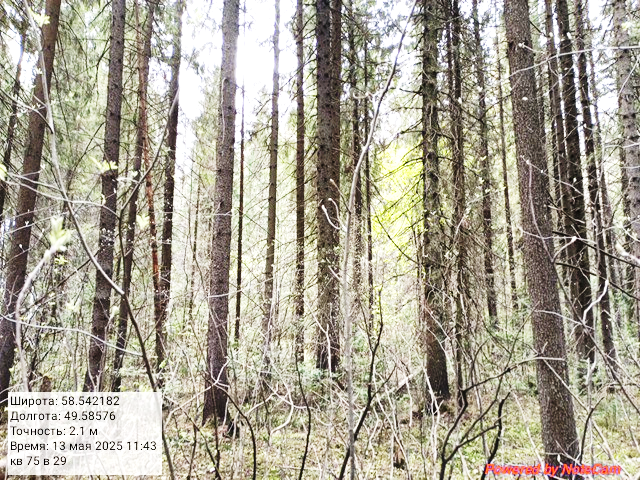 Широта: 58.542182
Долгота: 49.58576
Точность: 2.1 м
Время: 13 мая 2025 11:43
кв 75 в 29
Powered by NoteCam